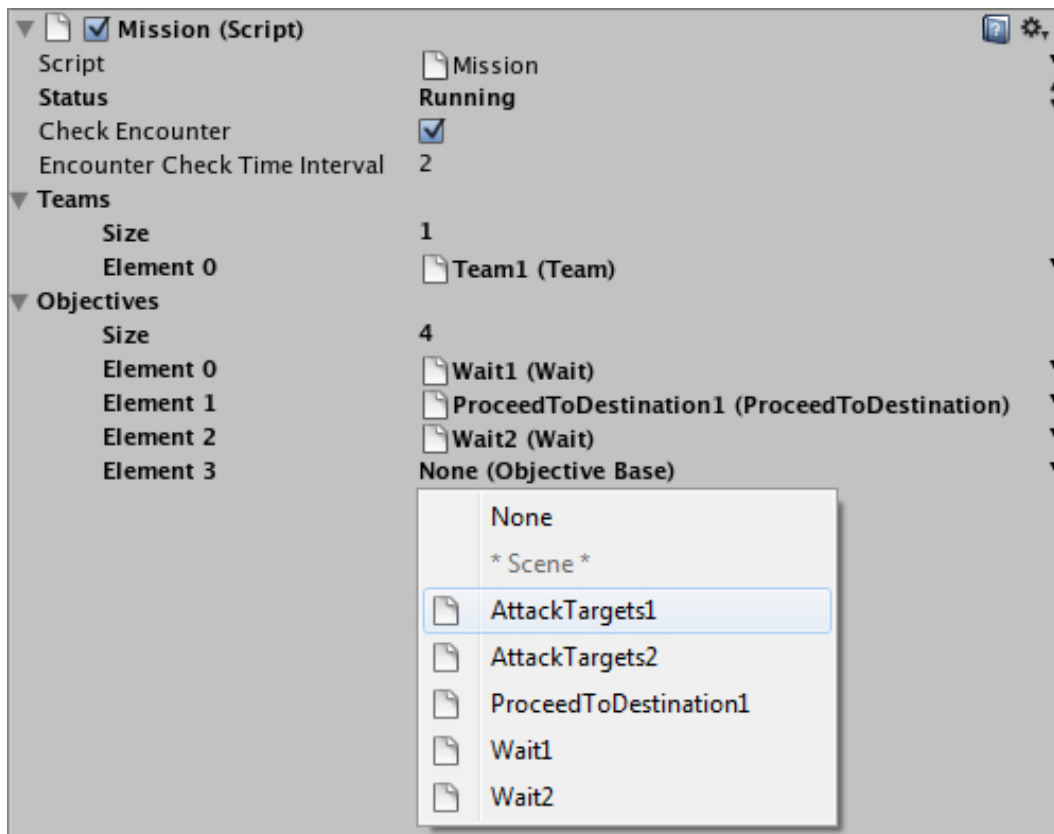 Mission (Script)
Script Mission
Status Running
Check Encounter
Encounter Check Time Interval 2
Teams
Size 1
Element 0 Team1 (Team)
Objectives
Size 4
Element 0 Wait1 (Wait)
Element 1 ProceedToDestination1 (ProceedToDestination)
Element 2 Wait2 (Wait)
Element 3 None (Objective Base)
None
* Scene *
AttackTargets1
AttackTargets2
ProceedToDestination1
Wait1
Wait2